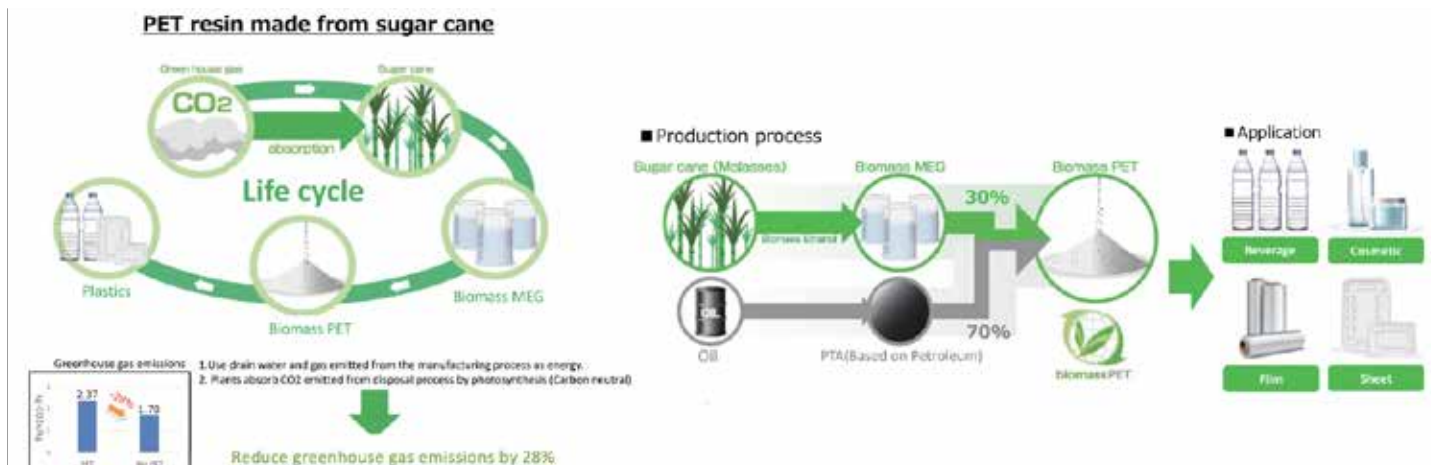 PET resin made from sugar cane
Green house gas
Sugar cane
CO2
absorption
Life cycle
Plastics
Biomass MEG
Biomass PET
Greenhouse gas emissions
2.37
1.70
1.Use drain water and gas emitted from the manufacturing process as energy.
2. Plants absorb CO2 emitted from disposal process by photosynthesis (Carbon neutral)
Reduce greenhouse gas emissions by 28%
■ Production process
Sugar cane (Molasses)
Biomass MEG
Biomass PET
30%
Biomass Ethanol
OIL
Oil
PTA(Based on Petroleum)
70%
biomassPET
■ Application
Beverage
Cosmetic
Film
Sheet